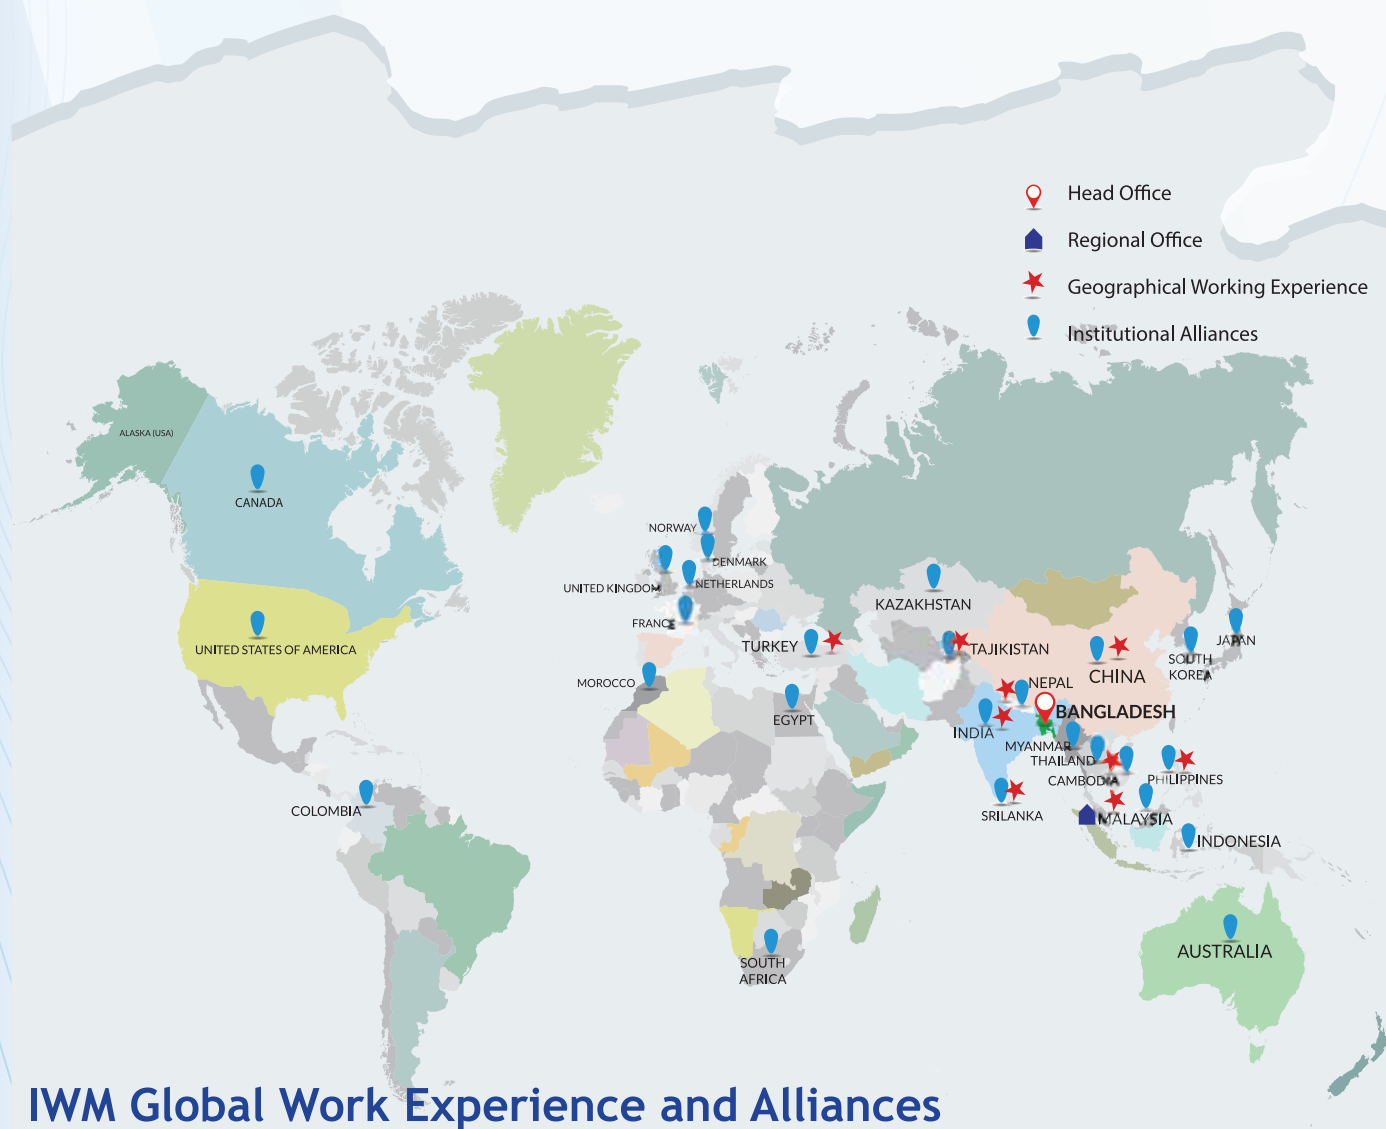 Head Office
Regional Office
Geographical Working Experience
Institutional Alliances
ALASKA (USA)
CANADA
NORWAY
DENMARK
UNITED KINGDOM
NETHERLANDS
KAZAKHSTAN
FRANCE
UNITED STATES OF AMERICA
TURKEY
TAJIKISTAN
JAPAN
SOUTH
KOREA
CHINA
MOROCCO
NEPAL
BANGLADESH
EGYPT
INDIA
MYANMAR
THAILAND
CAMBODIA
PHILIPPINES
COLOMBIA
SRILANKA
MALAYSIA
INDONESIA
AUSTRALIA
SOUTH
AFRICA
IWM Global Work Experience and Alliances